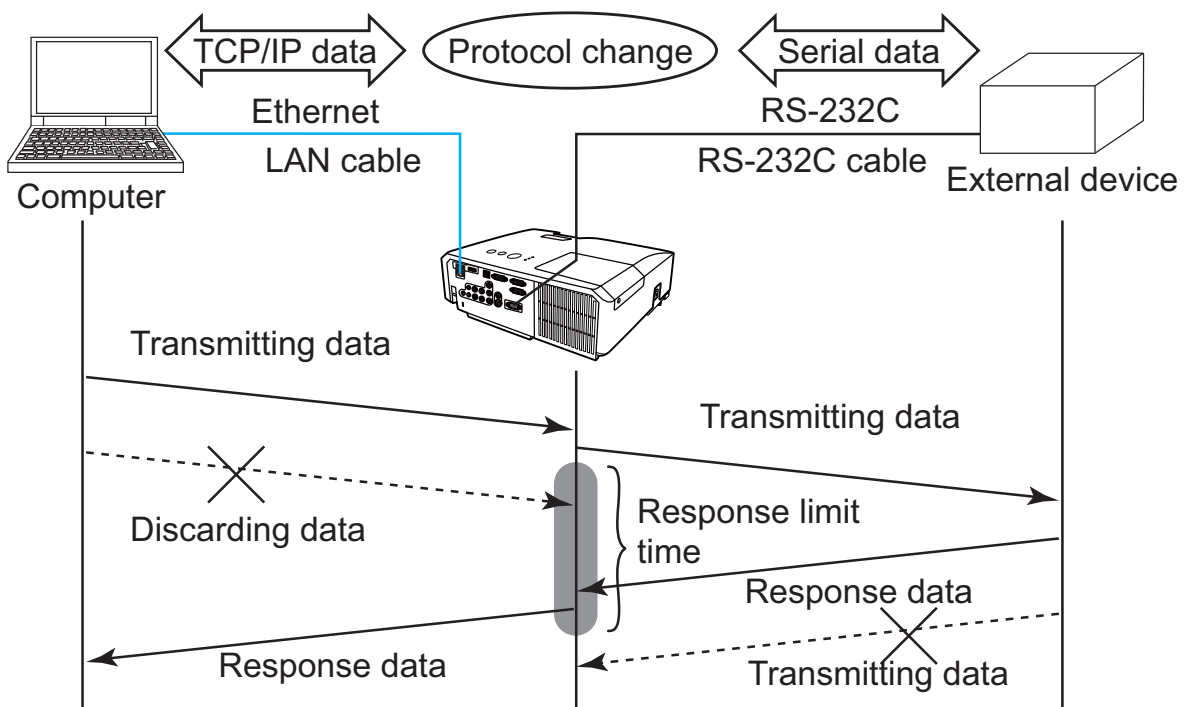 TCP/IP data
Protocol change
Serial data
Ethernet
LAN cable
RS-232C
RS-232C cable
Computer
External device
Transmitting data
Transmitting data
Discarding data
Response limit
time
Response data
Response data
Transmitting data